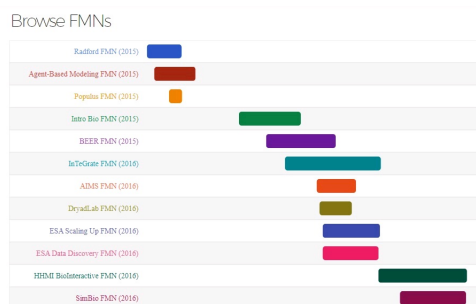 Browse FMNs
Radford FMN (2015)
Agent-Based Modeling FMN (2015)
Populus FMN (2015)
Intro Bio FMN (2015)
BEER FMN (2015)
InTeGrate FMN (2016)
AIMS FMN (2016)
DryadLab FMN (2016)
ESA Scaling Up FMN (2016)
ESA Data Discovery FMN (2016)
HHMI BioInteractive FMN (2016)
SimBio FMN (2016)